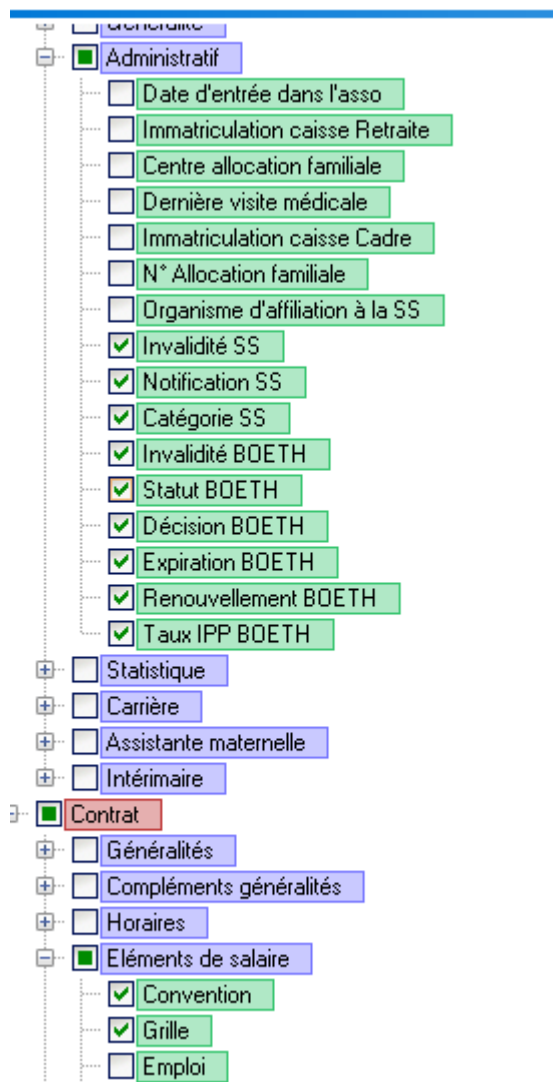 Généralité
Administratif
Date d'entrée dans l'asso
Immatriculation caisse Retraite
Centre allocation familiale
Dernière visite médicale
Immatriculation caisse Cadre
N° Allocation familiale
Organisme d'affiliation à la SS
Invalidité SS
Notification SS
Catégorie SS
Invalidité BOETH
Statut BOETH
Décision BOETH
Expiration BOETH
Renouvellement BOETH
Taux IPP BOETH
Statistique
Carrière
Assistante maternelle
Intérimaire
Contrat
Généralités
Compléments généralités
Horaires
Eléments de salaire
Convention
Grille
Emploi